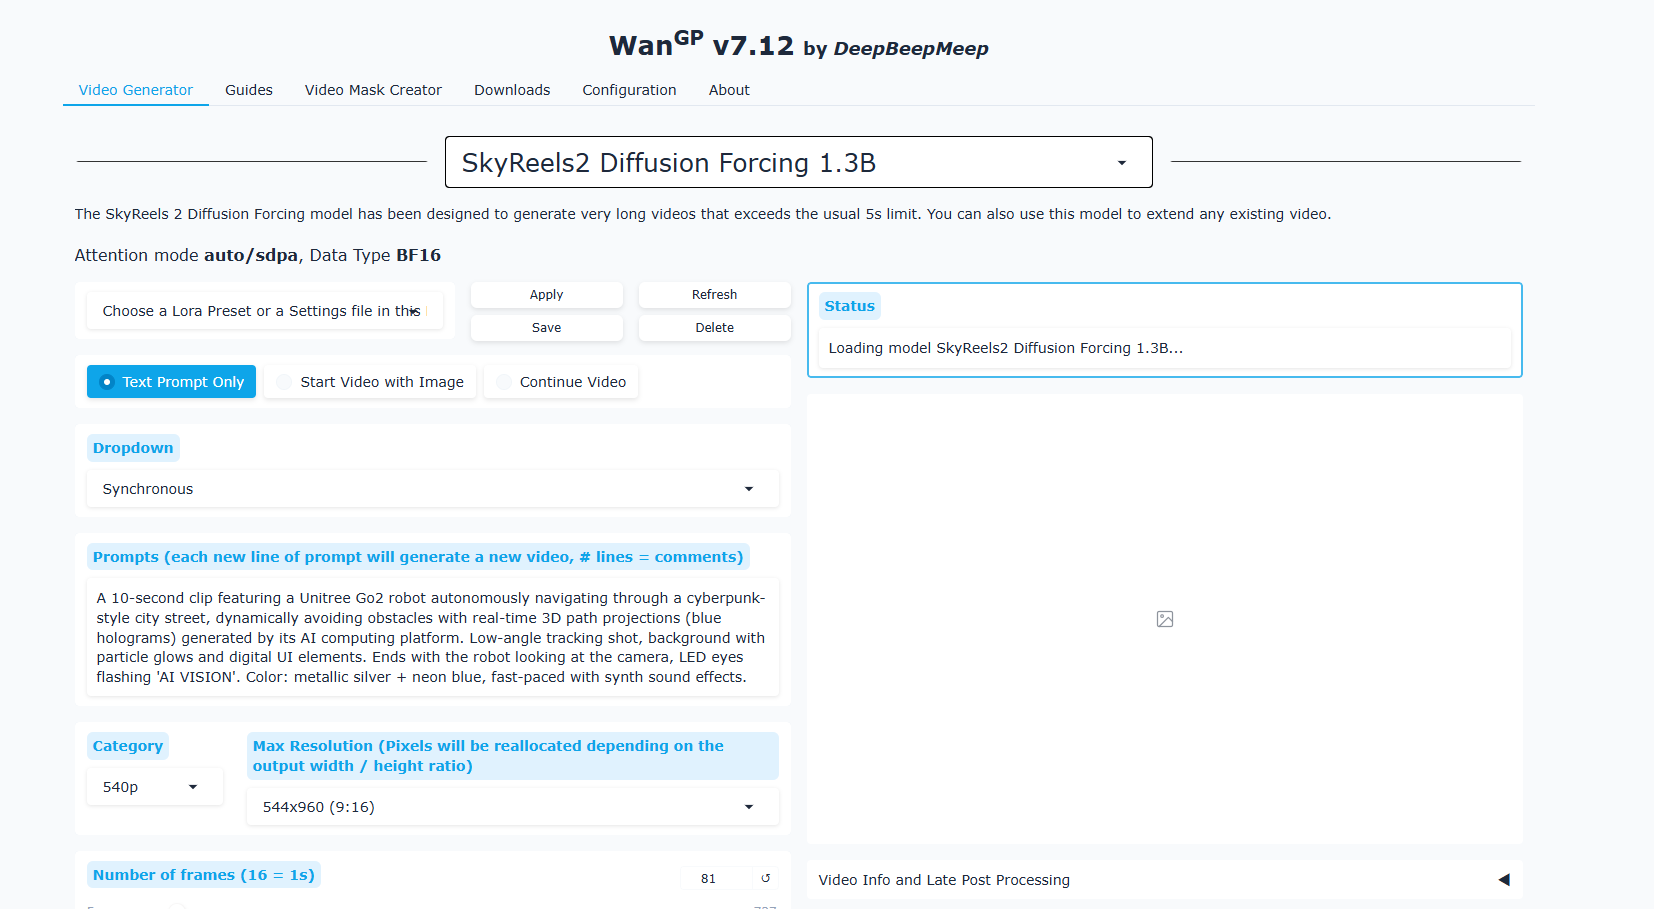 WanGP v7.12 by DeepBeepMeep
Video Generator Guides Video Mask Creator Downloads Configuration About
SkyReels2 Diffusion Forcing 1.3B
The SkyReels 2 Diffusion Forcing model has been designed to generate very long videos that exceeds the usual 5s limit. You can also use this model to extend any existing video.
Attention mode auto/sdpa, Data Type BF16
Choose a Lora Preset or a Settings file in this
Apply
Refresh
Save
Delete
Text Prompt Only
Start Video with Image
Continue Video
Dropdown
Synchronous
Prompts (each new line of prompt will generate a new video, # lines = comments)
A 10-second clip featuring a Unitree Go2 robot autonomously navigating through a cyberpunk-
style city street, dynamically avoiding obstacles with real-time 3D path projections (blue
holograms) generated by its AI computing platform. Low-angle tracking shot, background with
particle glows and digital UI elements. Ends with the robot looking at the camera, LED eyes
flashing 'AI VISION'. Color: metallic silver + neon blue, fast-paced with synth sound effects.
Category
540p
Max Resolution (Pixels will be reallocated depending on the
output width / height ratio)
544x960 (9:16)
Number of frames (16 = 1s)
81
Status
Loading model SkyReels2 Diffusion Forcing 1.3B...
Video Info and Late Post Processing